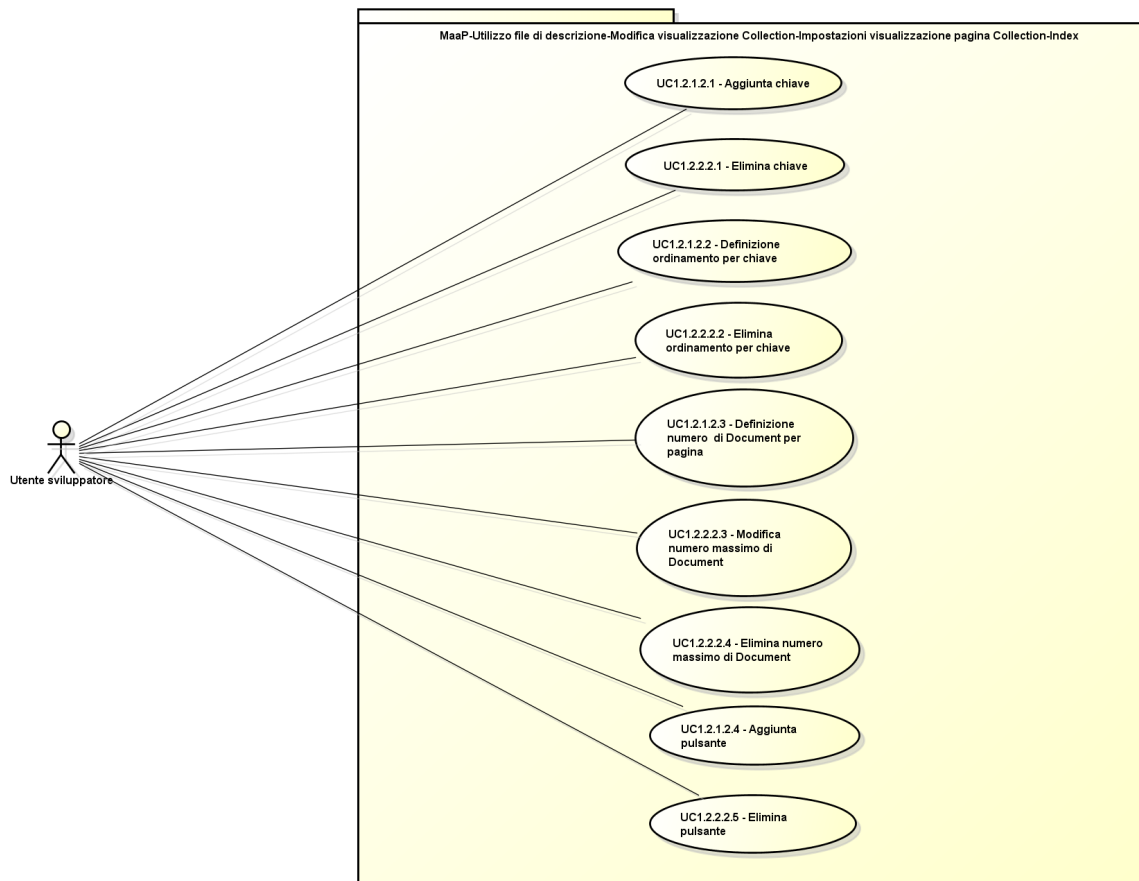 MaaP-Utilizzo file di descrizione-Modifica visualizzazione Collection-Impostazioni visualizzazione pagina Collection-Index
UC1.2.1.2.1 - Aggiunta chiave
UC1.2.2.2.1 - Elimina chiave
UC1.2.1.2.2 - Definizione
ordinamento per chiave
UC1.2.2.2.2 - Elimina
ordinamento per chiave
UC1.2.1.2.3 - Definizione
numero di Document per
pagina
Utente sviluppatore
UC1.2.2.2.3 - Modifica
numero massimo di
Document
UC1.2.2.2.4 - Elimina numero
massimo di Document
UC1.2.1.2.4 - Aggiunta
pulsante
UC1.2.2.2.5 - Elimina
pulsante